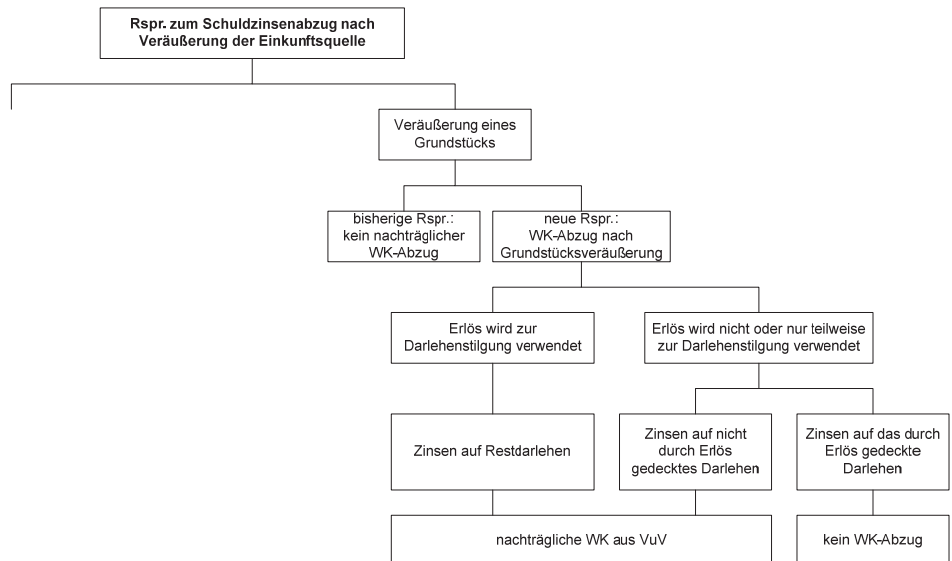 Rspr. zum Schuldzinsenabzug nach
Veräußerung der Einkunftsquelle
Veräußerung eines
Grundstücks
bisherige Rspr.:
kein nachträglicher
WK-Abzug
neue Rspr.:
WK-Abzug nach
Grundstücksveräußerung
Erlös wird zur
Darlehenstilgung verwendet
Erlös wird nicht oder nur teilweise
zur Darlehenstilgung verwendet
Zinsen auf Restdarlehen
Zinsen auf nicht
durch Erlös
gedecktes Darlehen
Zinsen auf das durch
Erlös gedeckte
Darlehen
nachträgliche WK aus VuV
kein WK-Abzug